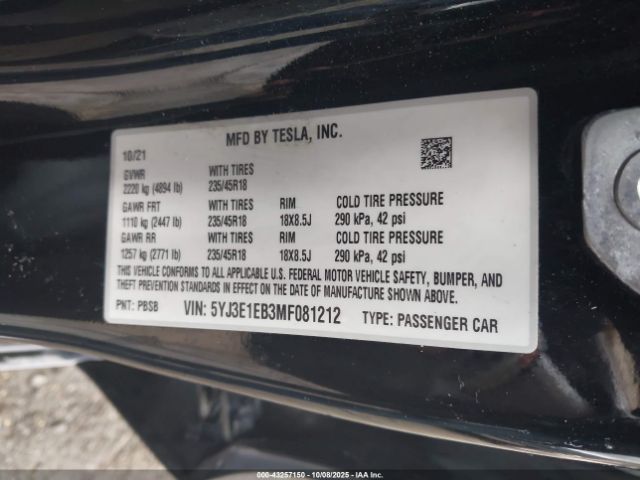 MFD BY TESLA, INC.
10/21
GVWR WITH TIRES
2220 kg (4894 lb) 235/45R18
GAWR FRT WITH TIRES RIM COLD TIRE PRESSURE
1110 kg (2447 lb) 235/45R18 18X8.5J 290 kPa, 42 psi
GAWR RR WITH TIRES RIM COLD TIRE PRESSURE
1257 kg (2771 lb) 235/45R18 18X8.5J 290 kPa, 42 psi
THIS VEHICLE CONFORMS TO ALL APPLICABLE U.S. FEDERAL MOTOR VEHICLE SAFETY, BUMPER, AND
THEFT PREVENTION STANDARDS IN EFFECT ON THE DATE OF MANUFACTURE SHOWN ABOVE.
PNT: PBSB VIN: 5YJ3E1EB3MF081212 TYPE: PASSENGER CAR
000-43257150 - 10/08/2025 - IAA Inc.